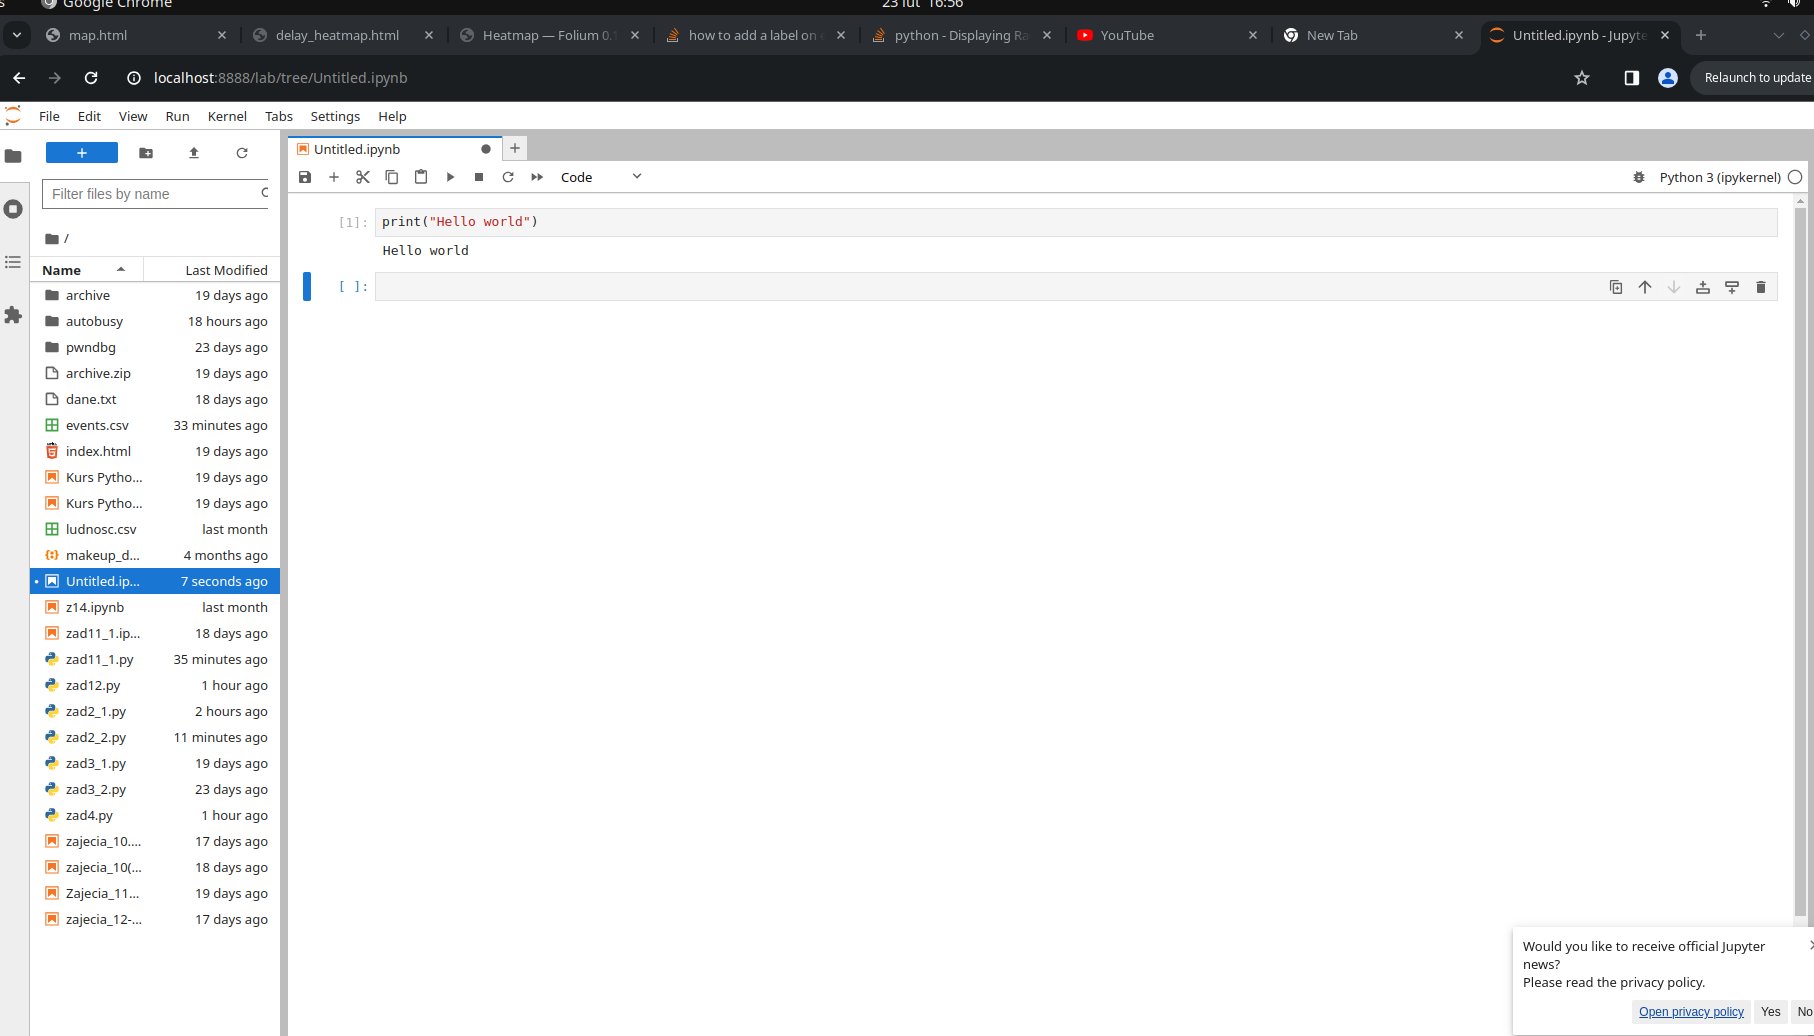 Google Chrome
23 lut 16:56
map.html
delay_heatmap.html
Heatmap — Folium 0.1
how to add a label on e
python - Displaying Ra
YouTube
New Tab
Untitled.ipynb - Jupyte
localhost:8888/lab/tree/Untitled.ipynb
Relaunch to update
File Edit View Run Kernel Tabs Settings Help
Untitled.ipynb
Code
Python 3 (ipykernel)
Filter files by name
/
Name Last Modified
archive 19 days ago
autobusy 18 hours ago
pwndbg 23 days ago
archive.zip 19 days ago
dane.txt 18 days ago
events.csv 33 minutes ago
index.html 19 days ago
Kurs Pytho... 19 days ago
Kurs Pytho... 19 days ago
ludnosc.csv last month
makeup_d... 4 months ago
Untitled.ip... 7 seconds ago
z14.ipynb last month
zad11_1.ip... 18 days ago
zad11_1.py 35 minutes ago
zad12.py 1 hour ago
zad2_1.py 2 hours ago
zad2_2.py 11 minutes ago
zad3_1.py 19 days ago
zad3_2.py 23 days ago
zad4.py 1 hour ago
zajecia_10.... 17 days ago
zajecia_10(... 18 days ago
Zajecia_11... 19 days ago
zajecia_12-... 17 days ago
[1]: print("Hello world")
Hello world
[ ]:
Would you like to receive official Jupyter
news?
Please read the privacy policy.
Open privacy policy Yes No